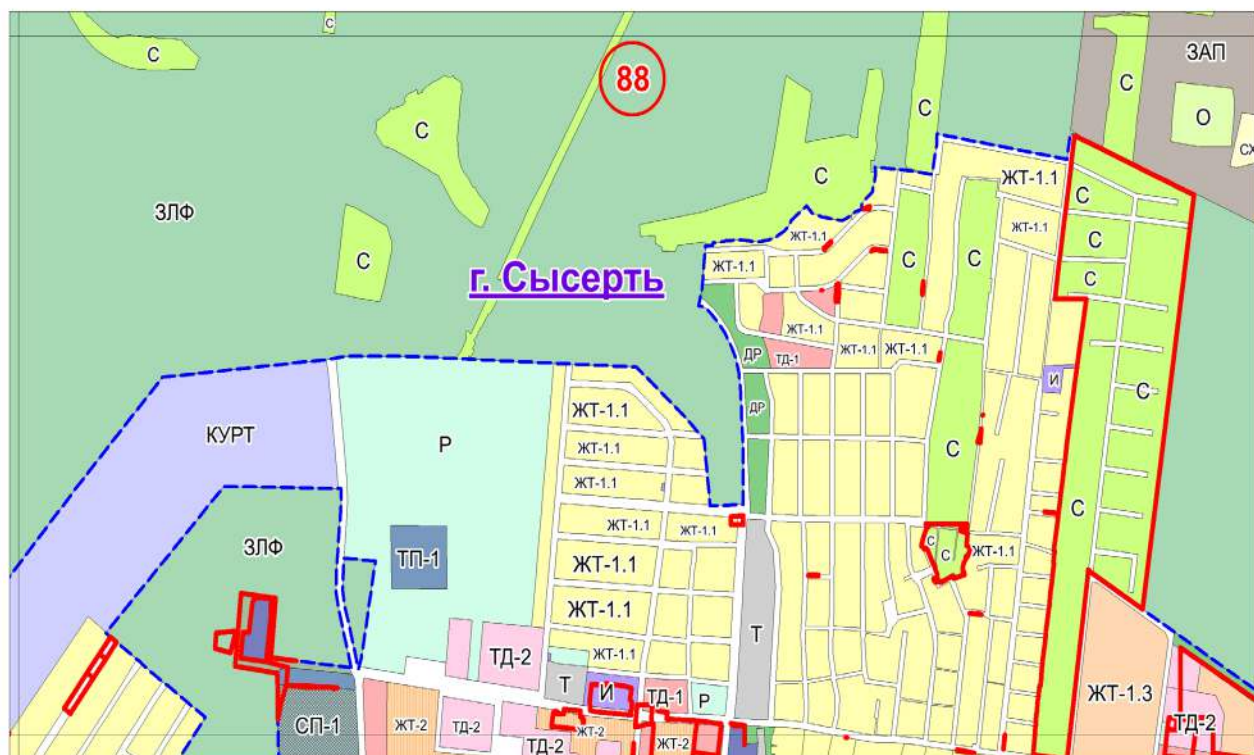 С
С
88
ЗАП
С
С
О
СХ
С
С
ЗЛФ
ЖТ-1.1
С
С
ЖТ-1.1
ЖТ-1.1
С
С
С
С
ЖТ-1.1
г. Сысерть
С
ЖТ-1.1
ДР
ТД-1
ЖТ-1.1
ЖТ-1.1
И
С
ДР
КУРТ
Р
ЖТ-1.1
ЖТ-1.1
ЖТ-1.1
С
С
ЖТ-1.1
ЖТ-1.1
ЗЛФ
ТП-1
ЖТ-1.1
С
С
ЖТ-1.1
ЖТ-1.1
Т
ЖТ-1.1
ТД-2
Т
И
ТД-1
Р
ЖТ-1.3
СП-1
ЖТ-2
ТД-2
ЖТ-2
ТД-2
ТД-2
ЖТ-2